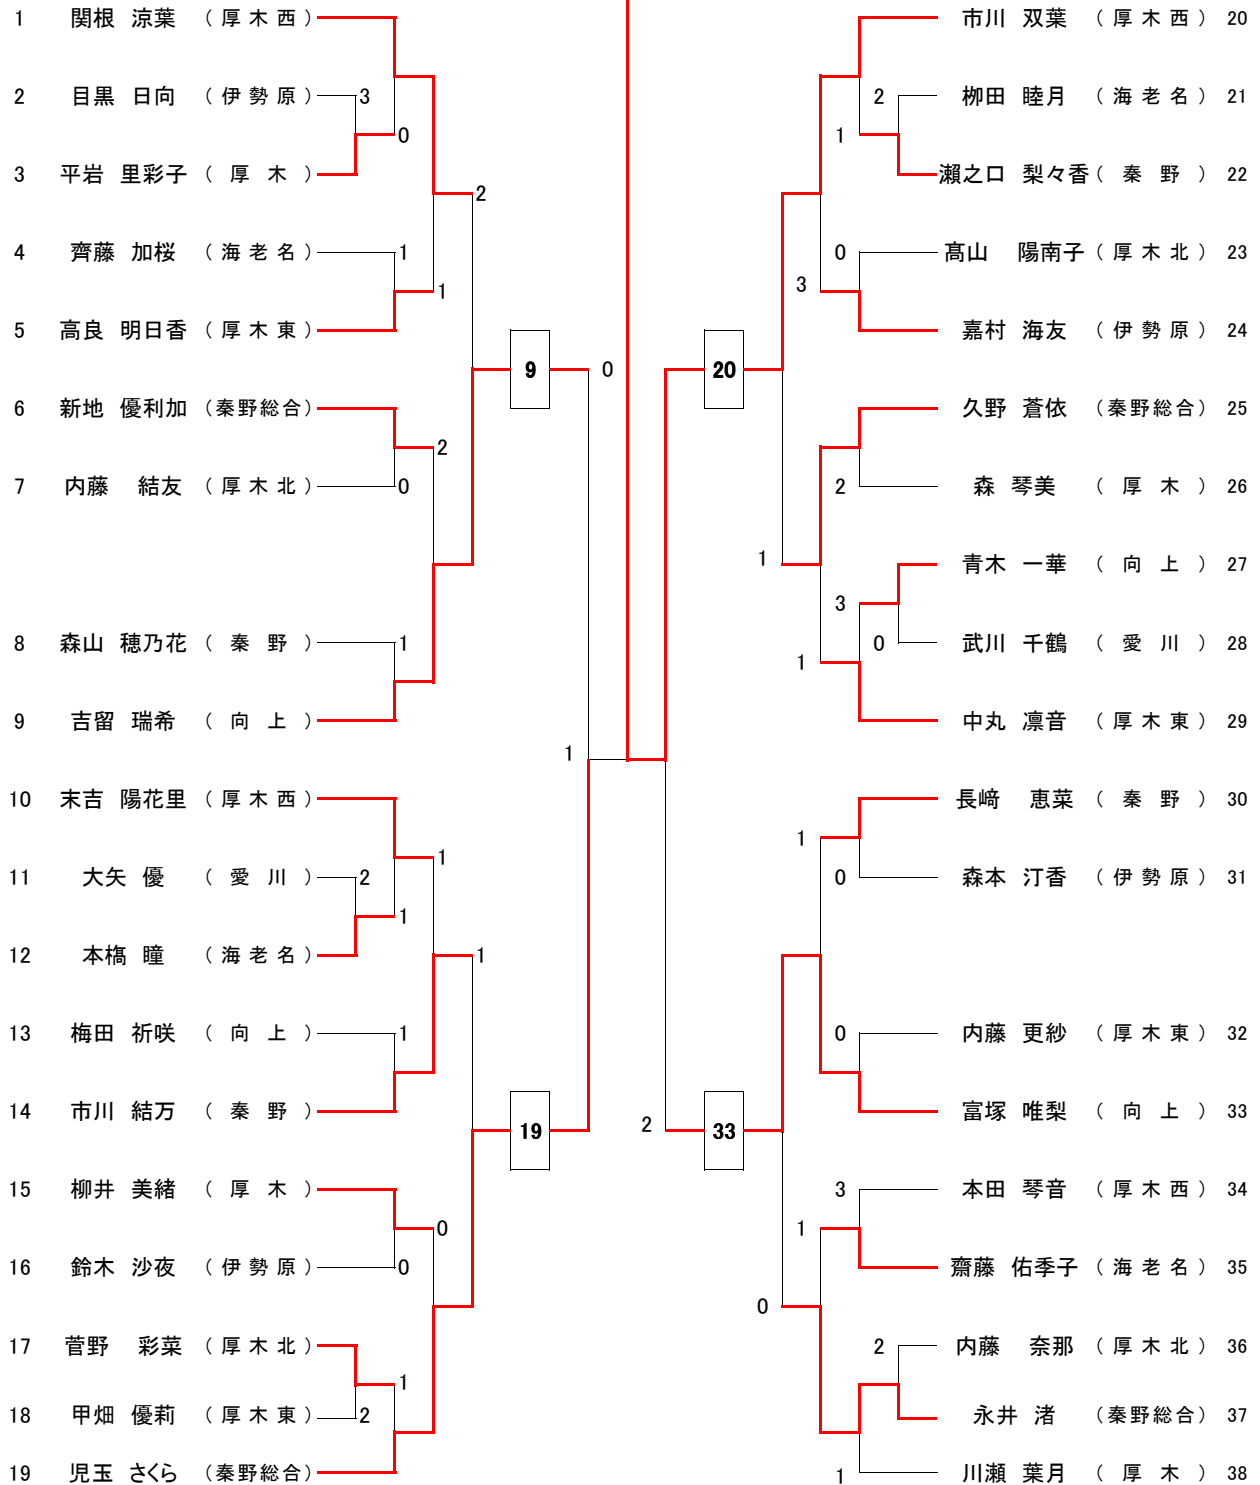 1 関根 涼葉 （厚木西）
2 目黒 日向 （伊勢原） 3
0
3 平岩 里彩子 （厚木）
2
4 齊藤 加桜 （海老名） 1
1
5 高良 明日香 （厚木東）
9 0
6 新地 優利加 （秦野総合）
2
7 内藤 結友 （厚木北） 0
8 森山 穂乃花 （秦野） 1
9 吉留 瑞希 （向上）
1
10 末吉 陽花里 （厚木西）
1
11 大矢 優 （愛川） 2
1
12 本橋 瞳 （海老名）
1
13 梅田 祈咲 （向上） 1
14 市川 結万 （秦野）
19
15 柳井 美緒 （厚木）
0
16 鈴木 沙夜 （伊勢原） 0
17 菅野 彩菜 （厚木北）
1
18 甲畑 優莉 （厚木東） 2
19 児玉 さくら （秦野総合）
市川 双葉 （厚木西） 20
2 栁田 睦月 （海老名） 21
1
瀨之口 梨々香 （秦野） 22
0 髙山 陽南子 （厚木北） 23
3
嘉村 海友 （伊勢原） 24
20
久野 蒼依 （秦野総合） 25
2 森 琴美 （厚木） 26
1
青木 一華 （向上） 27
3
0 武川 千鶴 （愛川） 28
1
中丸 凛音 （厚木東） 29
長﨑 恵菜 （秦野） 30
1
0 森本 汀香 （伊勢原） 31
0 内藤 更紗 （厚木東） 32
富塚 唯梨 （向上） 33
2 33
3 本田 琴音 （厚木西） 34
1
齋藤 佑季子 （海老名） 35
0
2 内藤 奈那 （厚木北） 36
永井 渚 （秦野総合） 37
1 川瀬 葉月 （厚木） 38